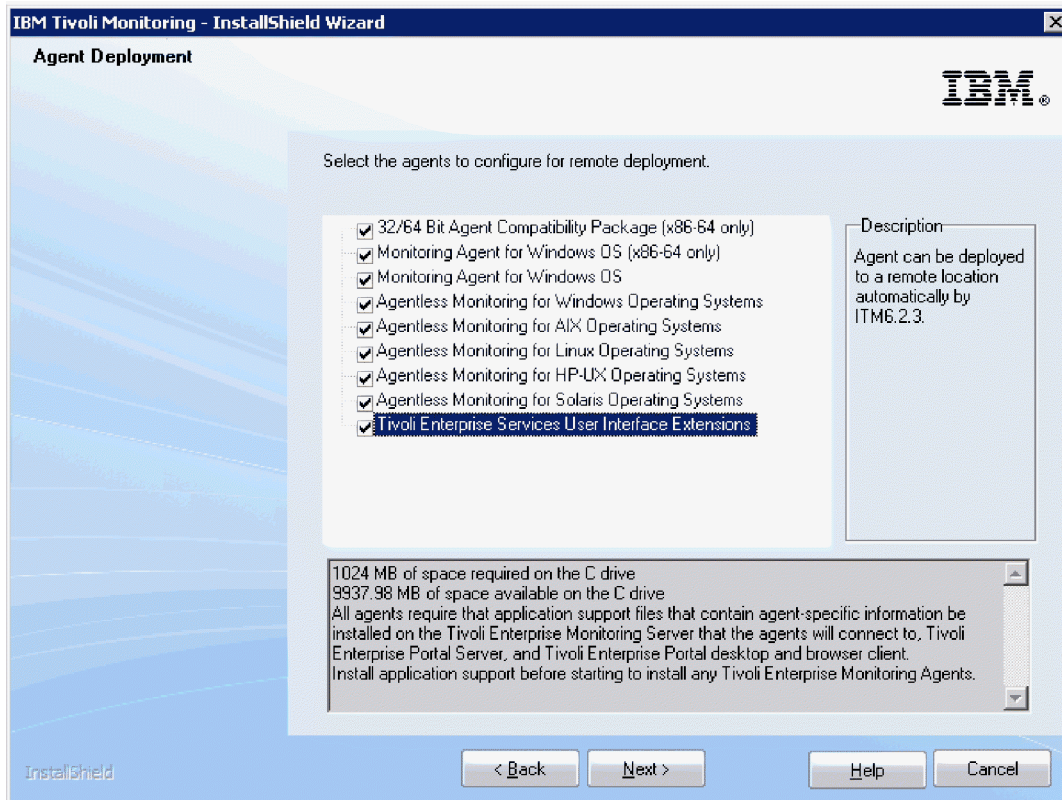 IBM Tivoli Monitoring - InstallShield Wizard
Agent Deployment
IBM®
Select the agents to configure for remote deployment.
32/64 Bit Agent Compatibility Package (x86-64 only)
Monitoring Agent for Windows OS (x86-64 only)
Monitoring Agent for Windows OS
Agentless Monitoring for Windows Operating Systems
Agentless Monitoring for AIX Operating Systems
Agentless Monitoring for Linux Operating Systems
Agentless Monitoring for HP-UX Operating Systems
Agentless Monitoring for Solaris Operating Systems
Tivoli Enterprise Services User Interface Extensions
Description
Agent can be deployed
to a remote location
automatically by
ITM6.2.3.
1024 MB of space required on the C drive
9937.98 MB of space available on the C drive
All agents require that application support files that contain agent-specific information be
installed on the Tivoli Enterprise Monitoring Server that the agents will connect to, Tivoli
Enterprise Portal Server, and Tivoli Enterprise Portal desktop and browser client.
Install application support before starting to install any Tivoli Enterprise Monitoring Agents.
InstallShield
< Back
Next >
Help
Cancel